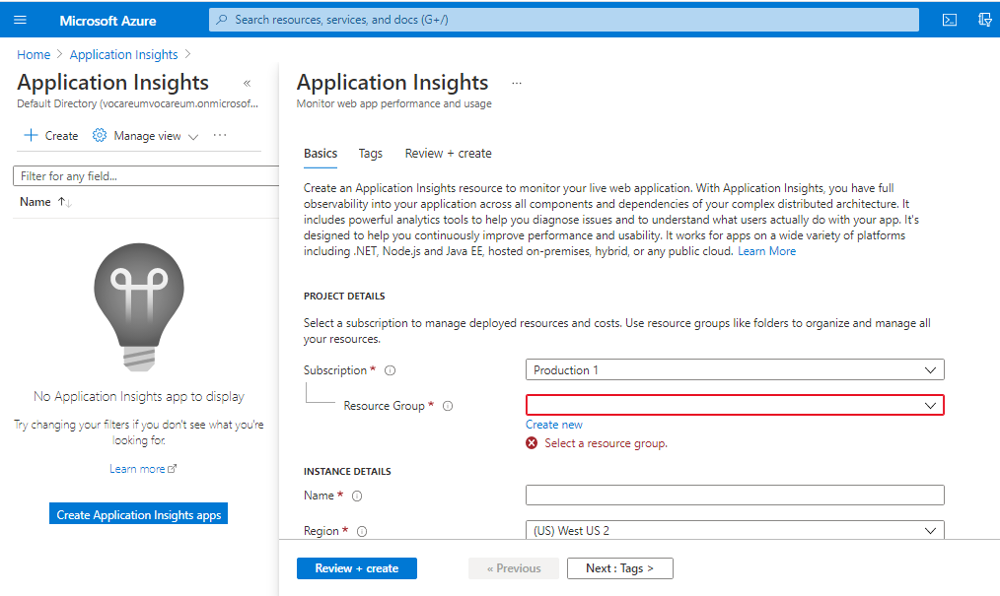 Microsoft Azure
Search resources, services, and docs (G+/)
Home > Application Insights >
Application Insights «
Default Directory (vocareumvocareum.onmicrosof...
+ Create Manage view ...
Filter for any field...
Name ↑↓
No Application Insights app to display
Try changing your filters if you don't see what you're
looking for.
Learn more
Create Application Insights apps
Application Insights ...
Monitor web app performance and usage
Basics Tags Review + create
Create an Application Insights resource to monitor your live web application. With Application Insights, you have full
observability into your application across all components and dependencies of your complex distributed architecture. It
includes powerful analytics tools to help you diagnose issues and to understand what users actually do with your app. It's
designed to help you continuously improve performance and usability. It works for apps on a wide variety of platforms
including .NET, Node.js and Java EE, hosted on-premises, hybrid, or any public cloud. Learn More
PROJECT DETAILS
Select a subscription to manage deployed resources and costs. Use resource groups like folders to organize and manage all
your resources.
Subscription * Production 1
Resource Group *
Create new
Select a resource group.
INSTANCE DETAILS
Name *
Region * (US) West US 2
Review + create « Previous Next : Tags >